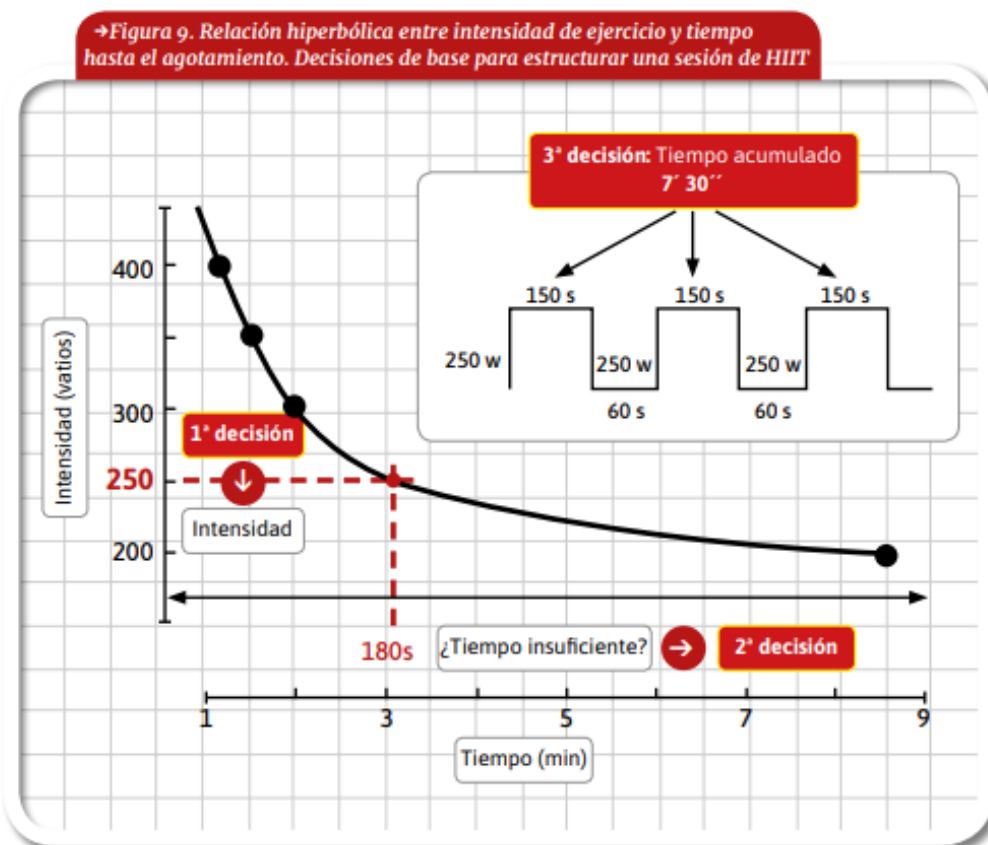 →Figura 9. Relación hiperbólica entre intensidad de ejercicio y tiempo
hasta el agotamiento. Decisiones de base para estructurar una sesión de HIIT
3ª decisión: Tiempo acumulado
7´ 30´´
150 s
150 s
150 s
250 w
250 w
250 w
60 s
60 s
Intensidad (vatios)
400
300
250
200
1ª decisión
Intensidad
180s
¿Tiempo insuficiente?
2ª decisión
1
3
5
7
9
Tiempo (min)